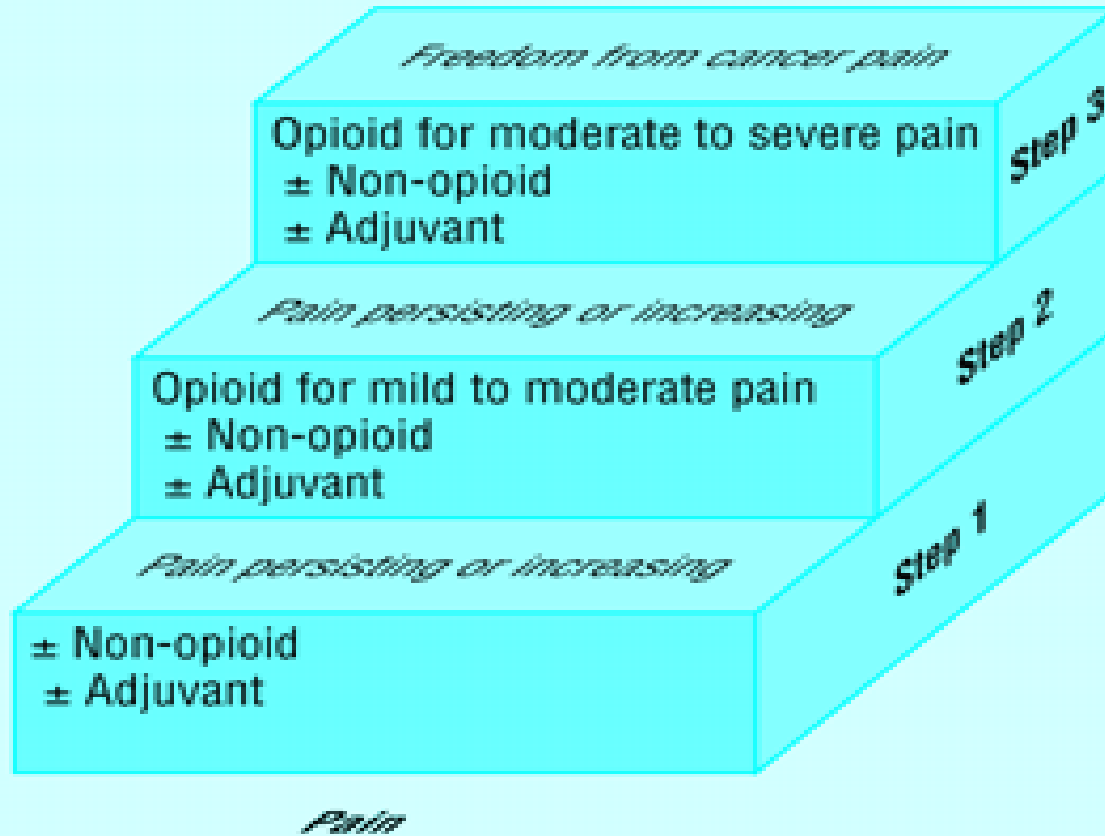 Freedom from cancer pain
Opioid for moderate to severe pain
± Non-opioid
± Adjuvant
Step 3
Pain persisting or increasing
Opioid for mild to moderate pain
± Non-opioid
± Adjuvant
Step 2
Pain persisting or increasing
± Non-opioid
± Adjuvant
Step 1
Pain